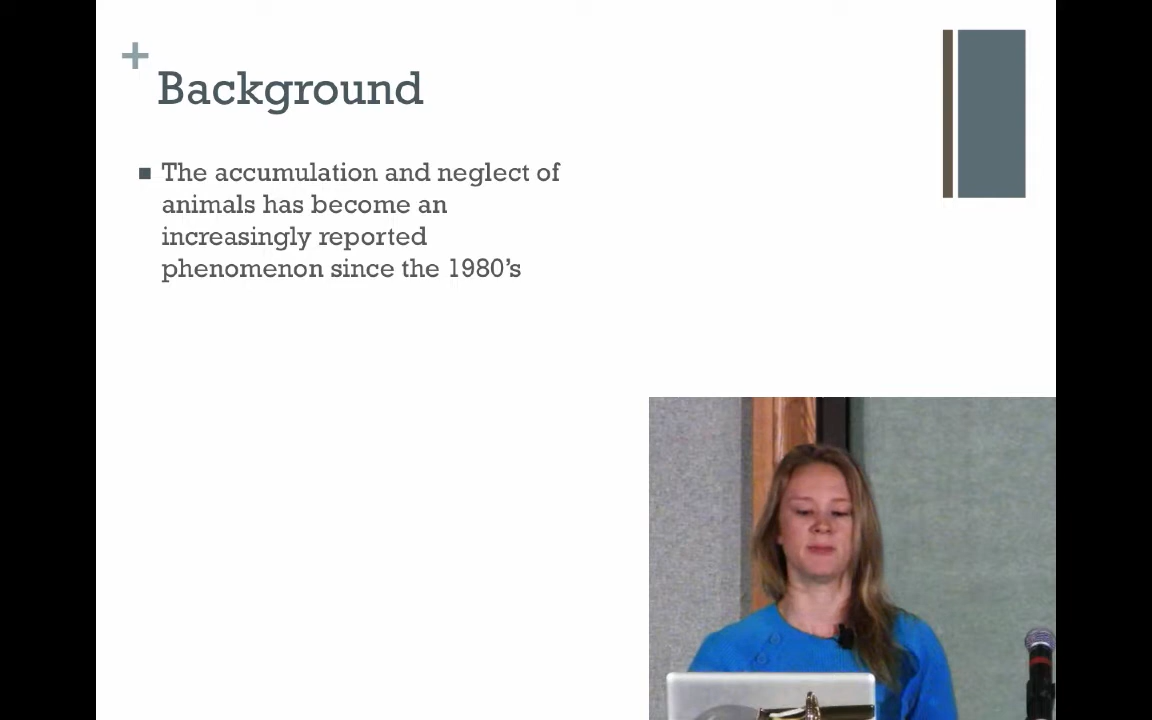 +
Background
■ The accumulation and neglect of
animals has become an
increasingly reported
phenomenon since the 1980’s